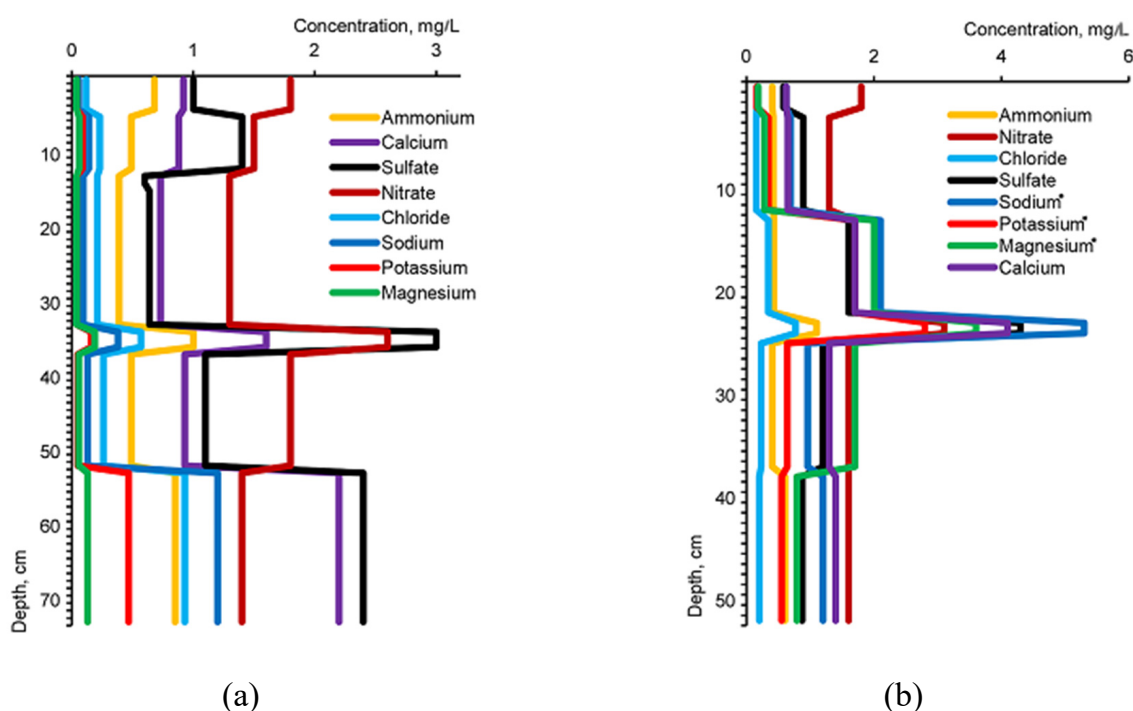 Concentration, mg/L
0 1 2 3
10
20
30
40
50
60
70
Depth, cm
Ammonium
Calcium
Sulfate
Nitrate
Chloride
Sodium
Potassium
Magnesium
(a)
Concentration, mg/L
0 2 4 6
10
20
30
40
50
Depth, cm
Ammonium
Nitrate
Chloride
Sulfate
Sodium*
Potassium*
Magnesium*
Calcium
(b)